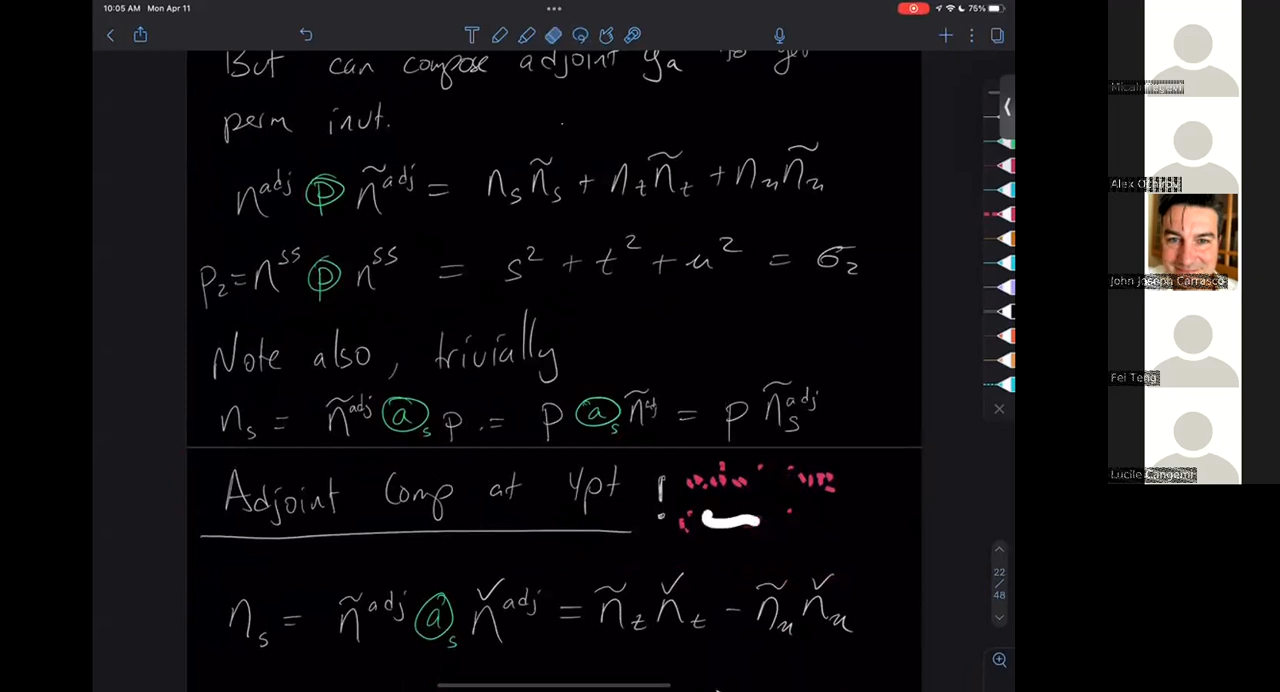 10:05 AM Mon Apr 11
75%
But can compose adjoint
perm invt.
n^adj ⓟ ñ^adj = n_s ñ_s + n_t ñ_t + n_u ñ_u
p_2 = n^ss ⓟ n^ss = s^2 + t^2 + u^2 = σ_2
Note also, trivially
n_s = ñ^adj ⓐ_s p = p ⓐ_s ñ^adj = p ñ_s^adj
Adjoint Comp at 4pt !
n_s = ñ^adj ⓐ_s ň^adj = ñ_t ň_t - ñ_u ň_u
22
48
Alex Ochirov
John Joseph Carrasco
Fei Teng
Lucile Cangemi